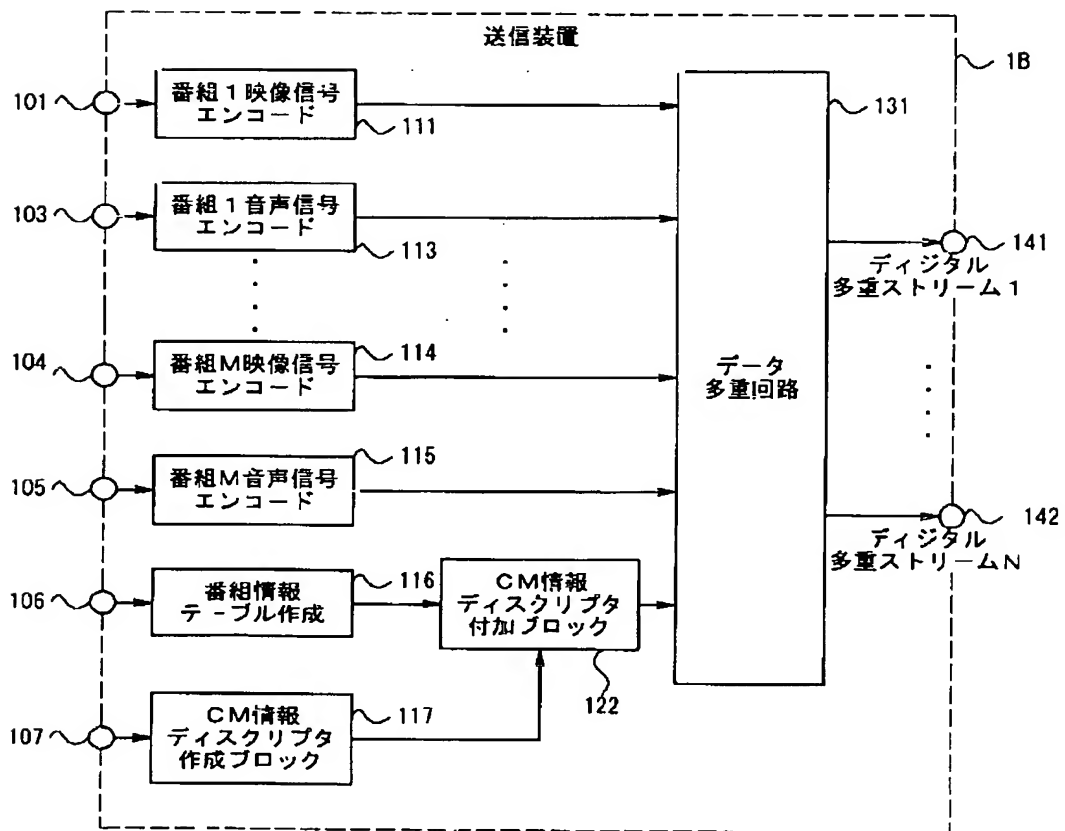 送信装置
1B
101
番組1映像信号
エンコード
111
131
103
番組1音声信号
エンコード
113
141
ディジタル
多重ストリーム1
104
番組M映像信号
エンコード
114
データ
多重回路
105
番組M音声信号
エンコード
115
142
ディジタル
多重ストリームN
106
番組情報
テーブル作成
116
CM情報
ディスクリプタ
付加ブロック
122
107
CM情報
ディスクリプタ
作成ブロック
117